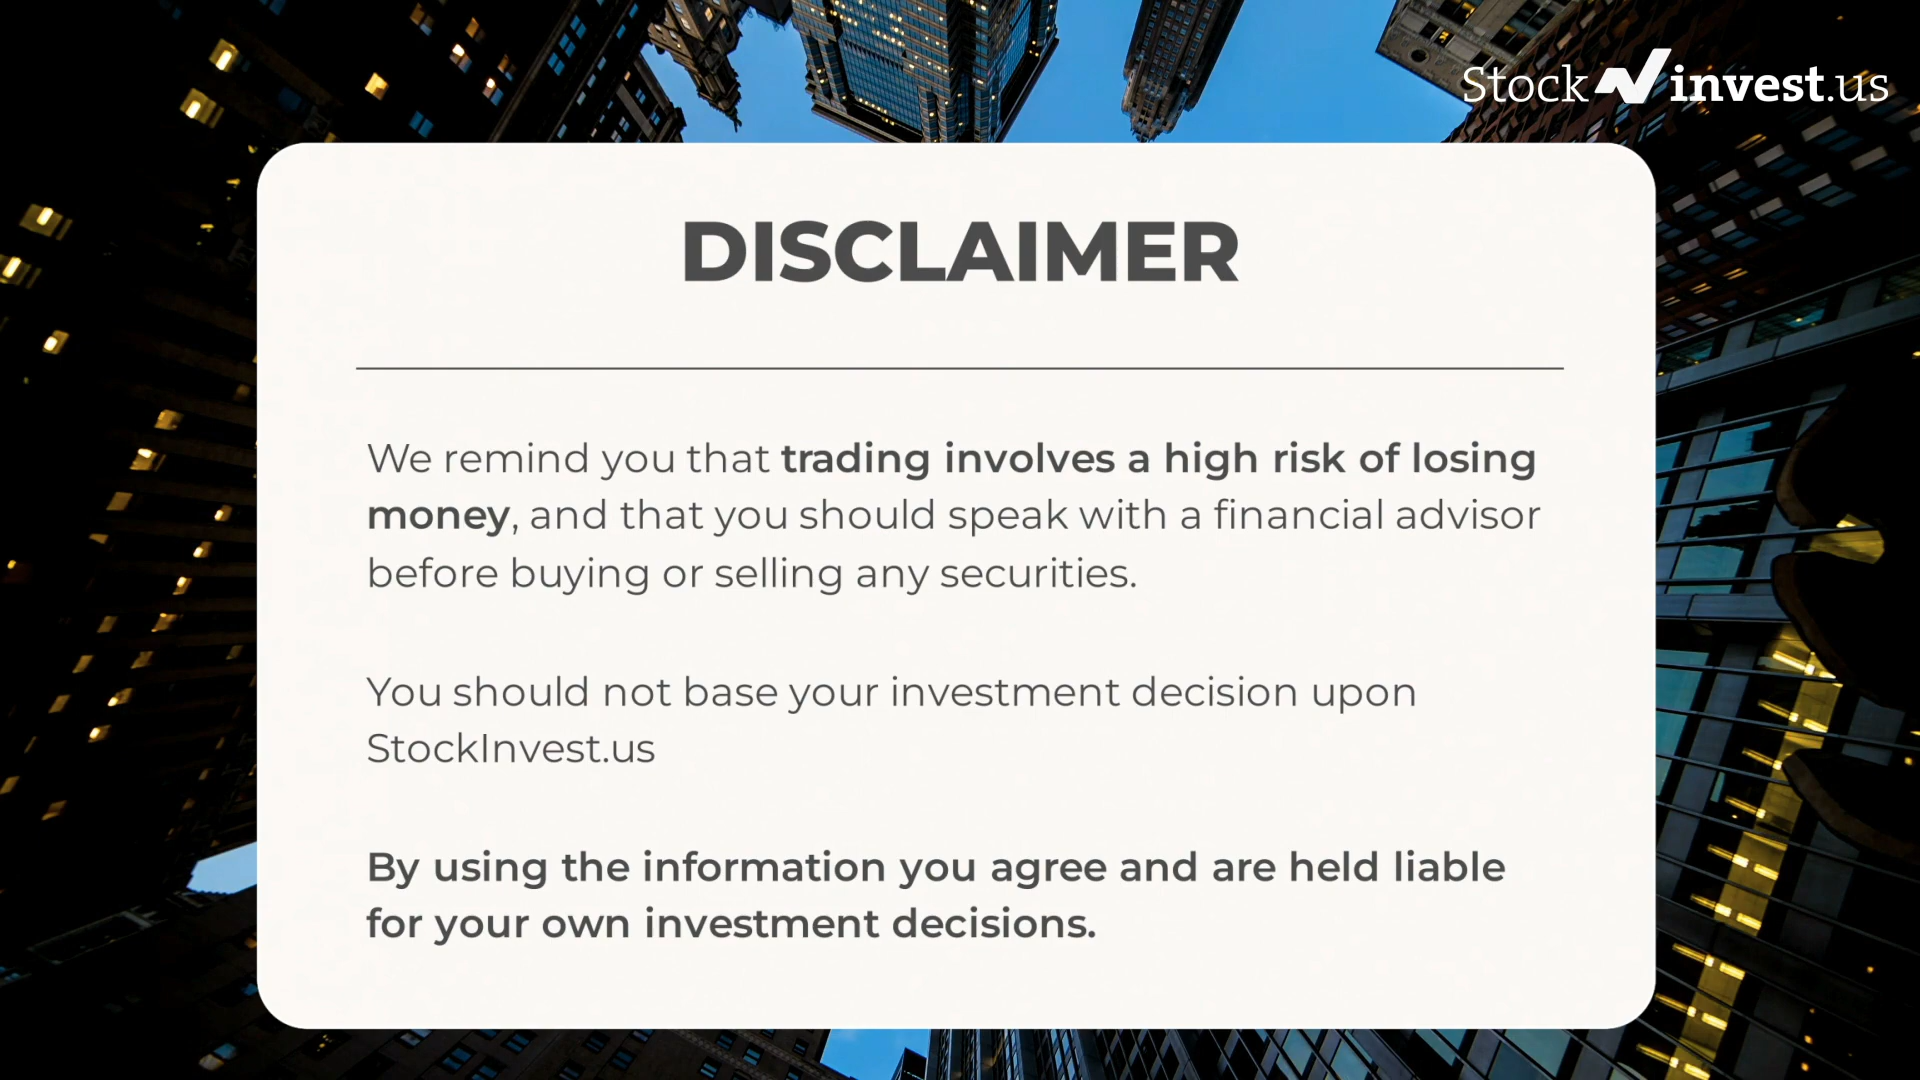 Stock invest.us
DISCLAIMER
We remind you that trading involves a high risk of losing
money, and that you should speak with a financial advisor
before buying or selling any securities.
You should not base your investment decision upon
StockInvest.us
By using the information you agree and are held liable
for your own investment decisions.